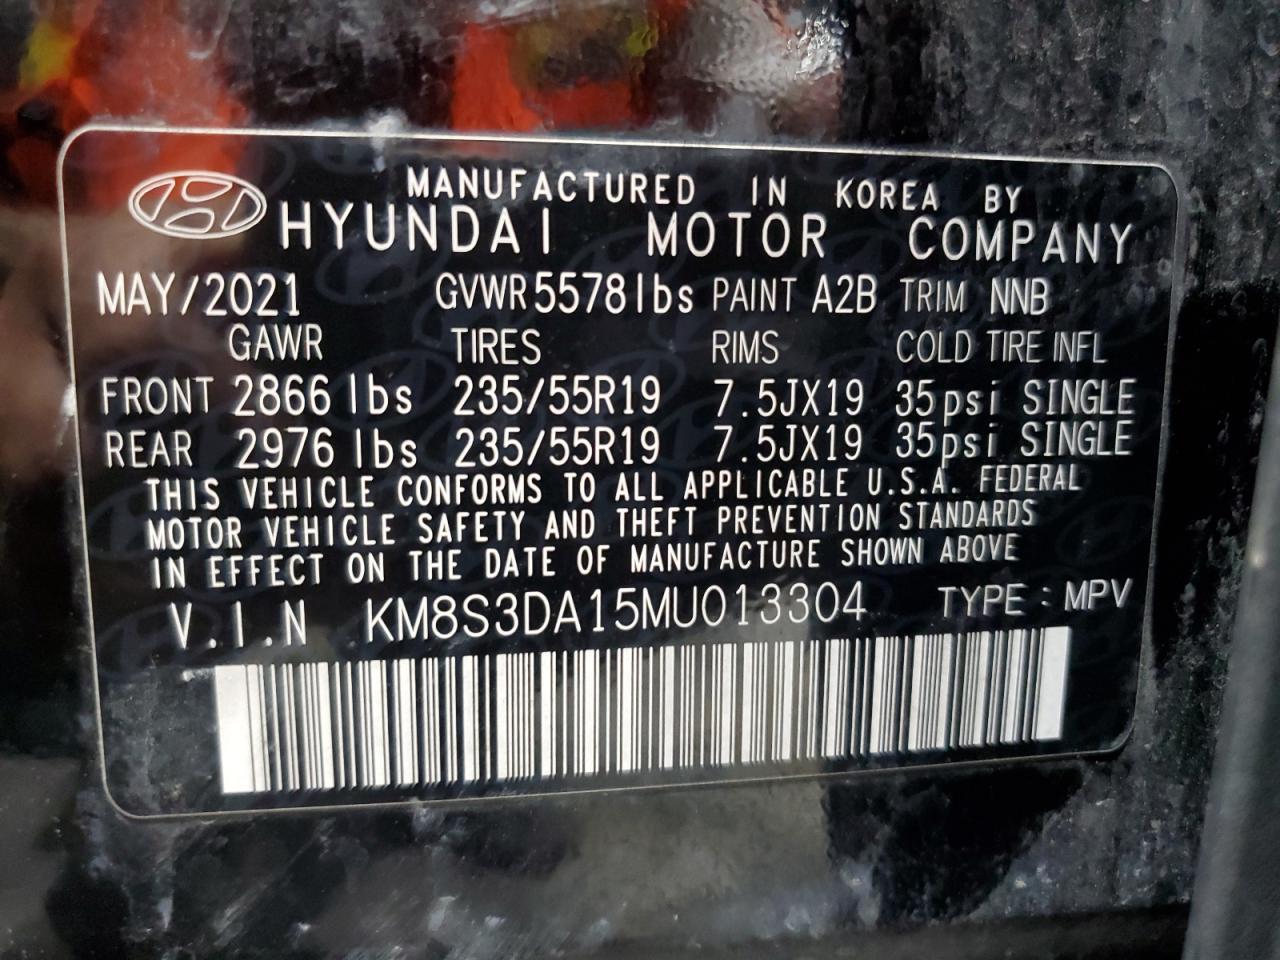 MANUFACTURED IN KOREA BY
HYUNDAI MOTOR COMPANY
MAY/2021 GVWR 5578 lbs PAINT A2B TRIM NNB
GAWR TIRES RIMS COLD TIRE INFL
FRONT 2866 lbs 235/55R19 7.5JX19 35psi SINGLE
REAR 2976 lbs 235/55R19 7.5JX19 35psi SINGLE
THIS VEHICLE CONFORMS TO ALL APPLICABLE U.S.A. FEDERAL
MOTOR VEHICLE SAFETY AND THEFT PREVENTION STANDARDS
IN EFFECT ON THE DATE OF MANUFACTURE SHOWN ABOVE
V.I.N KM8S3DA15MU013304 TYPE : MPV